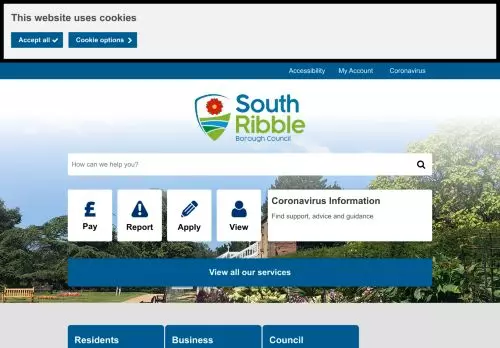 This website uses cookies
Accept all
Cookie options
Accessibility
My Account
Coronavirus
South
Ribble
Borough Council
How can we help you?
£
Pay
Report
Apply
View
Coronavirus Information
Find support, advice and guidance
View all our services
Residents
Business
Council